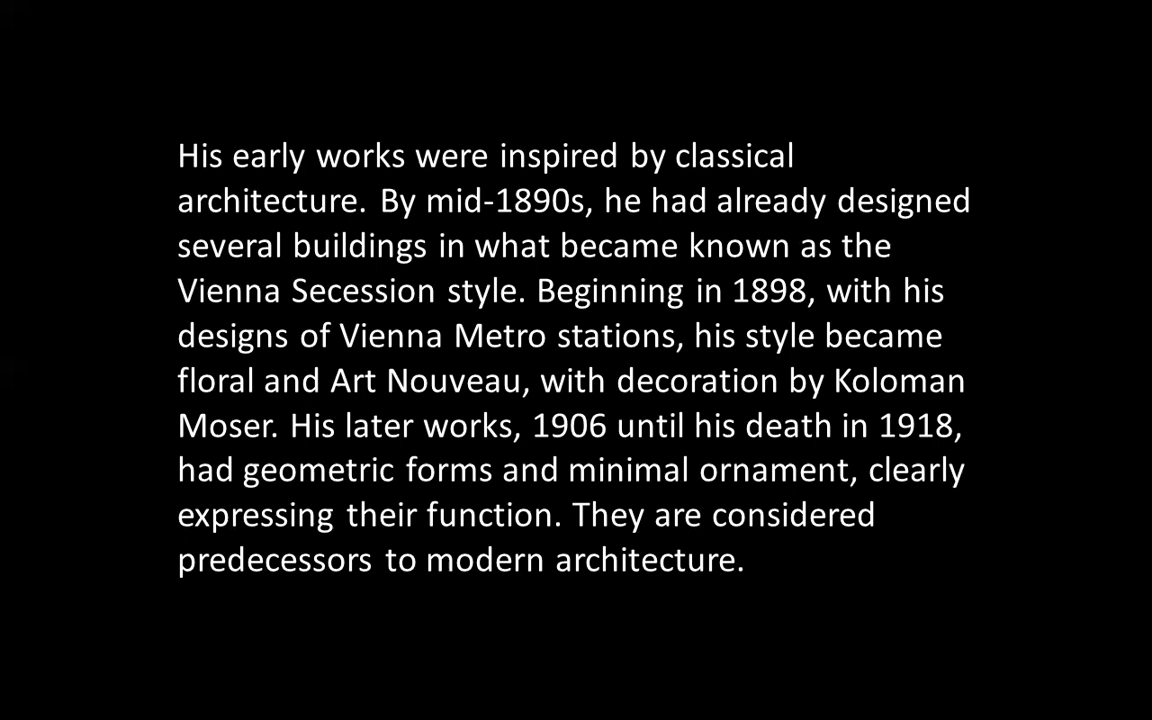 His early works were inspired by classical
architecture. By mid-1890s, he had already designed
several buildings in what became known as the
Vienna Secession style. Beginning in 1898, with his
designs of Vienna Metro stations, his style became
floral and Art Nouveau, with decoration by Koloman
Moser. His later works, 1906 until his death in 1918,
had geometric forms and minimal ornament, clearly
expressing their function. They are considered
predecessors to modern architecture.